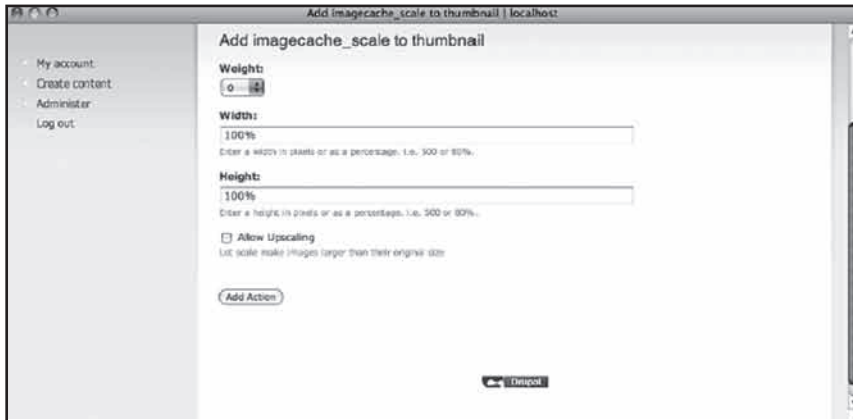 Add imagecache_scale to thumbnail | localhost
My account
Create content
Administer
Log out
Add imagecache_scale to thumbnail
Weight:
0
Width:
100%
Enter a width in pixels or as a percentage. i.e. 500 or 80%.
Height:
100%
Enter a height in pixels or as a percentage. i.e. 500 or 80%.
Allow Upscaling
Let scale make images larger than their original size
Add Action
Drupal